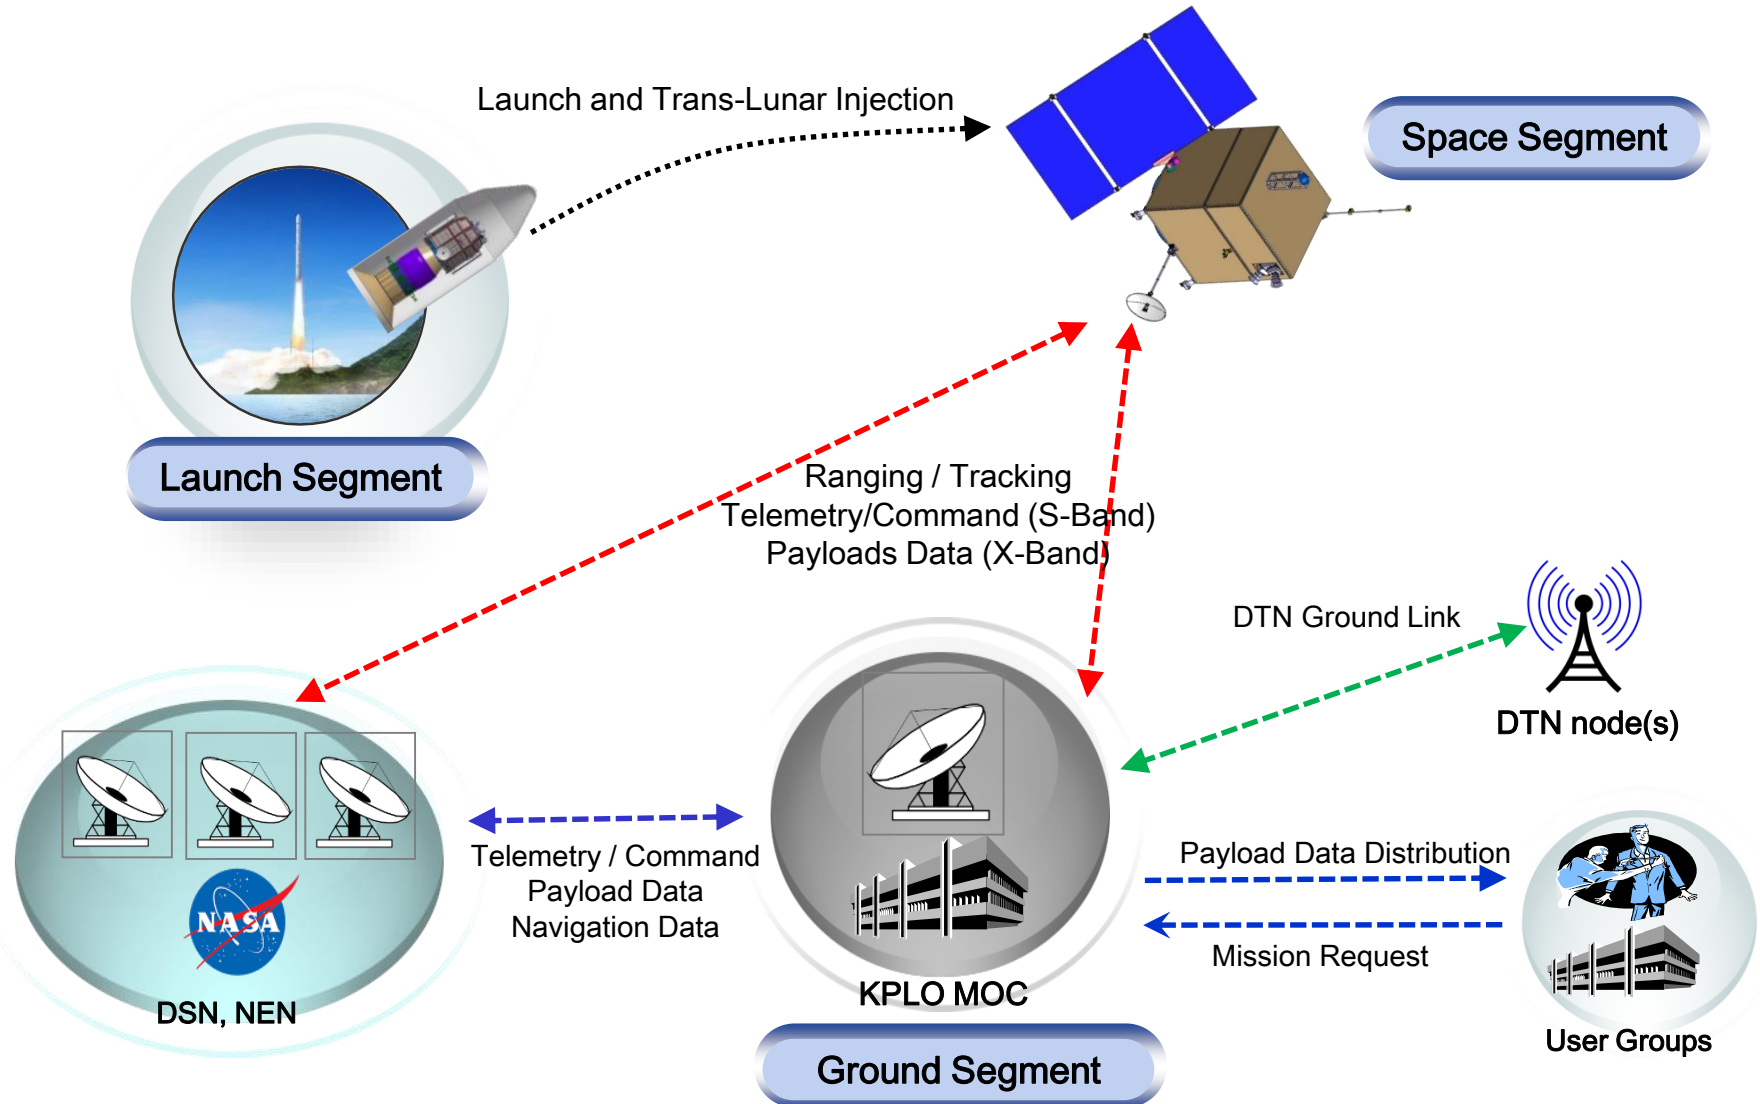 Launch and Trans-Lunar Injection
Space Segment
Launch Segment
Ranging / Tracking
Telemetry/Command (S-Band)
Payloads Data (X-Band)
DTN Ground Link
DTN node(s)
Telemetry / Command
Payload Data
Navigation Data
Payload Data Distribution
Mission Request
NASA
DSN, NEN
KPLO MOC
User Groups
Ground Segment